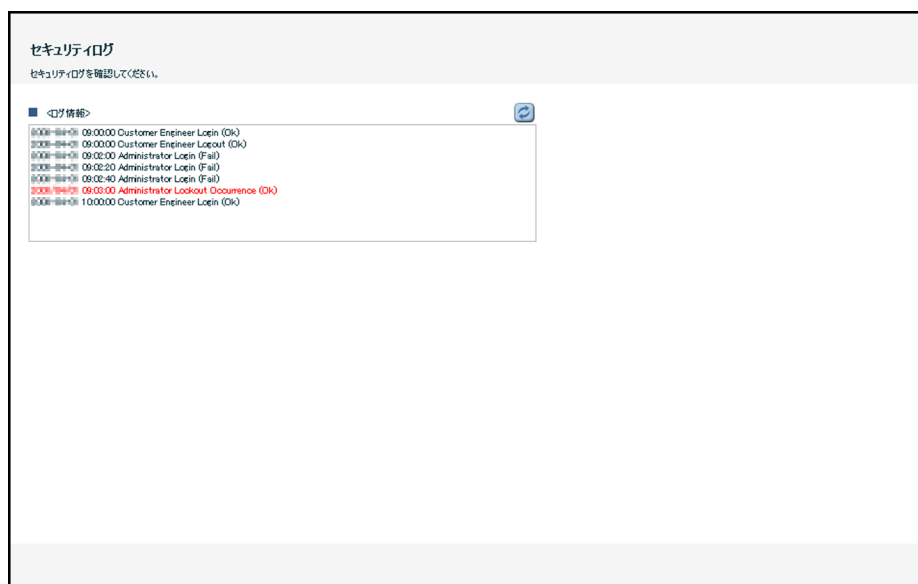 セキュリティログ
セキュリティログを確認してください。
<ログ情報>
09:00:00 Customer Engineer Login (Ok)
09:00:00 Customer Engineer Logout (Ok)
09:02:00 Administrator Login (Fail)
09:02:20 Administrator Login (Fail)
09:02:40 Administrator Login (Fail)
09:03:00 Administrator Lockout Occurrence (Ok)
10:00:00 Customer Engineer Login (Ok)